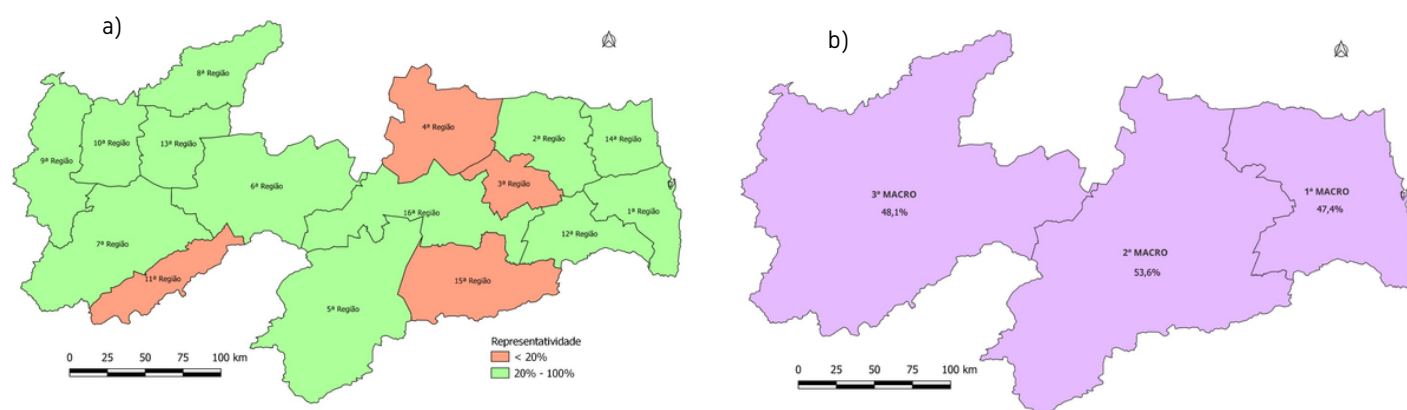 a)
8ª Região
9ª Região
10ª Região
13ª Região
6ª Região
7ª Região
11ª Região
4ª Região
2ª Região
14ª Região
3ª Região
16ª Região
1ª Região
12ª Região
15ª Região
5ª Região
Representatividade
< 20%
20% - 100%
0 25 50 75 100 km
b)
3ª MACRO
48,1%
1ª MACRO
47,4%
2ª MACRO
53,6%
0 25 50 75 100 km